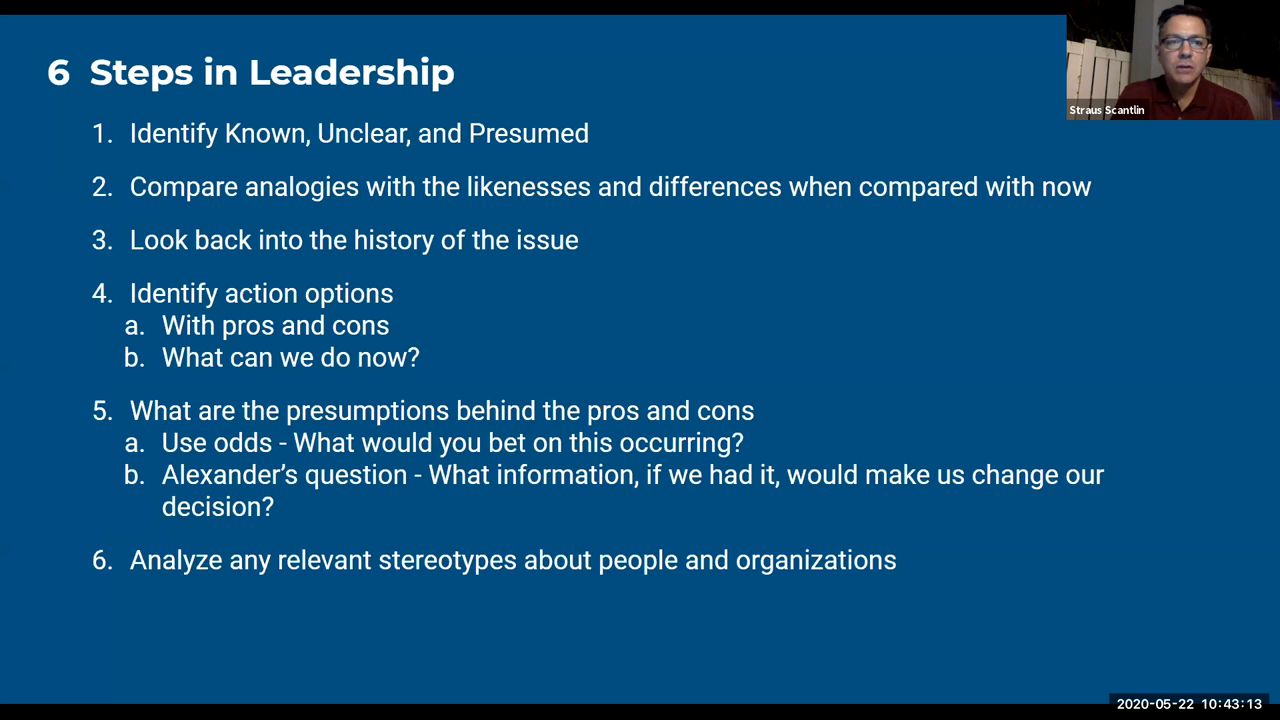 6 Steps in Leadership
Straus Scantlin
1. Identify Known, Unclear, and Presumed
2. Compare analogies with the likenesses and differences when compared with now
3. Look back into the history of the issue
4. Identify action options
a. With pros and cons
b. What can we do now?
5. What are the presumptions behind the pros and cons
a. Use odds - What would you bet on this occurring?
b. Alexander’s question - What information, if we had it, would make us change our
decision?
6. Analyze any relevant stereotypes about people and organizations
2020-05-22 10:43:13